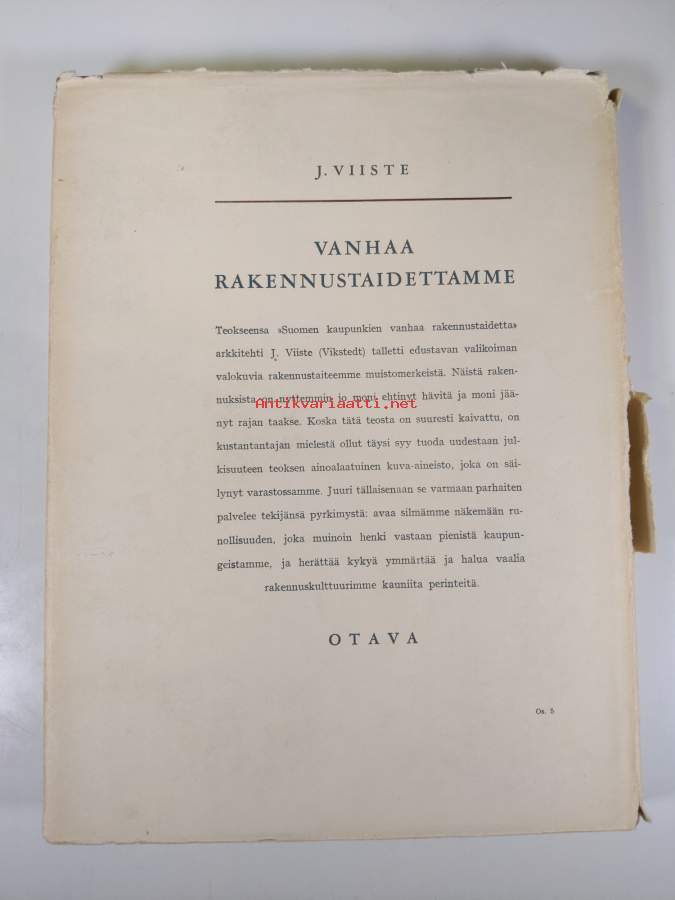 J. VIISTE
VANHAA
RAKENNUSTAIDETTAMME
Teokseensa »Suomen kaupunkien vanhaa rakennustaidetta»
arkkitehti J. Viiste (Vikstedt) talletti edustavan valikoiman
valokuvia rakennustaiteemme muistomerkeistä. Näistä raken-
nuksista on nyttemmin jo moni ehtinyt hävitä ja moni jää-
Antikvariaatti.net
nyt rajan taakse. Koska tätä teosta on suuresti kaivattu, on
kustantantajan mielestä ollut täysi syy tuoda uudestaan jul-
kisuuteen teoksen ainoalaatuinen kuva-aineisto, joka on säi-
lynyt varastossamme. Juuri tällaisenaan se varmaan parhaiten
palvelee tekijänsä pyrkimystä: avaa silmämme näkemään ru-
nollisuuden, joka muinoin henki vastaan pienistä kaupun-
geistamme, ja herättää kykyä ymmärtää ja halua vaalia
rakennuskulttuurimme kauniita perinteitä.
OTAVA
Os. 5